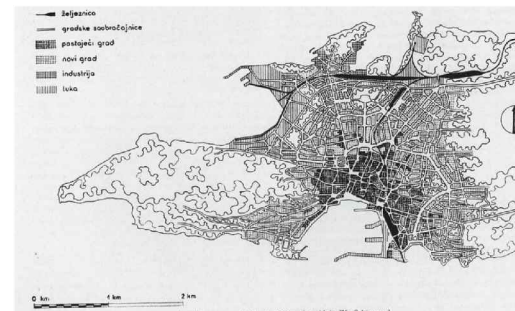 željeznica
gradske saobraćajnice
postojeći grad
novi grad
industrija
luka
0 km 1 km 2 km